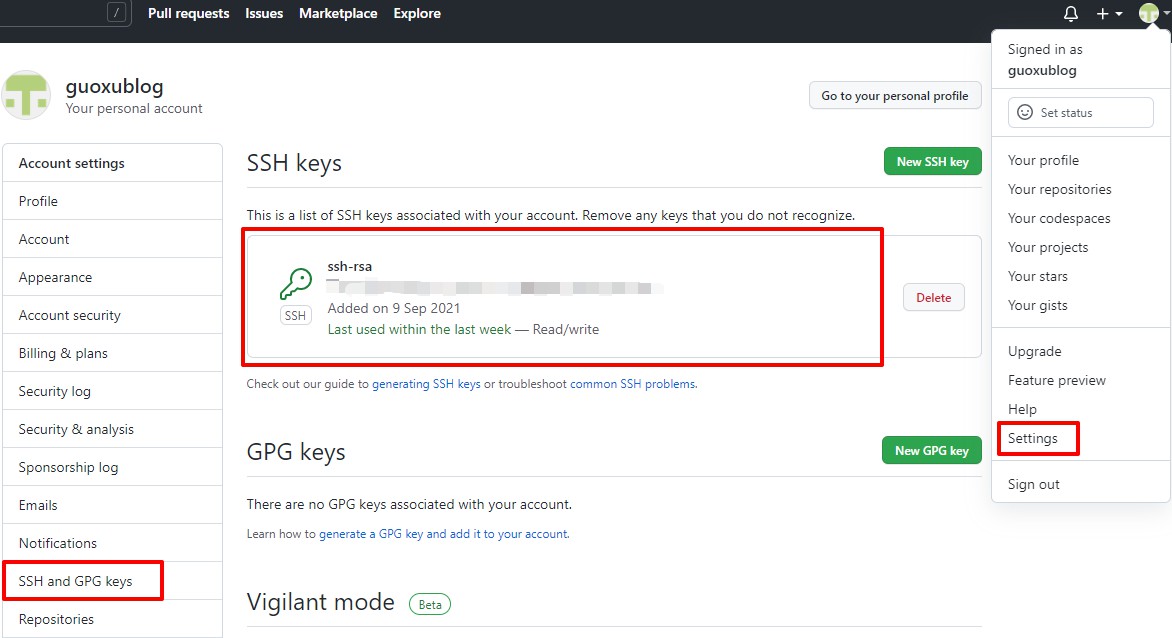 /
Pull requests Issues Marketplace Explore
Signed in as
guoxublog
Set status
Your profile
Your repositories
Your codespaces
Your projects
Your stars
Your gists
Upgrade
Feature preview
Help
Settings
Sign out
guoxublog
Your personal account
Go to your personal profile
Account settings
Profile
Account
Appearance
Account security
Billing & plans
Security log
Security & analysis
Sponsorship log
Emails
Notifications
SSH and GPG keys
Repositories
SSH keys
New SSH key
This is a list of SSH keys associated with your account. Remove any keys that you do not recognize.
ssh-rsa
SSH
Added on 9 Sep 2021
Last used within the last week — Read/write
Delete
Check out our guide to generating SSH keys or troubleshoot common SSH problems.
GPG keys
New GPG key
There are no GPG keys associated with your account.
Learn how to generate a GPG key and add it to your account.
Vigilant mode Beta